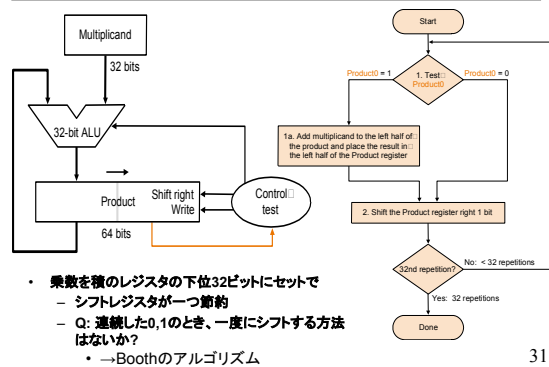 Multiplicand
32 bits
32-bit ALU
Product
Shift right
Write
Control
test
64 bits
Start
Product0 = 1
1. Test
Product0
Product0 = 0
1a. Add multiplicand to the left half of
the product and place the result in
the left half of the Product register
2. Shift the Product register right 1 bit
32nd repetition?
No: < 32 repetitions
Yes: 32 repetitions
Done
• 乗数を積のレジスタの下位32ビットにセットで
– シフトレジスタが一つ節約
– Q: 連続した0,1のとき、一度にシフトする方法
はないか?
• →Boothのアルゴリズム
31